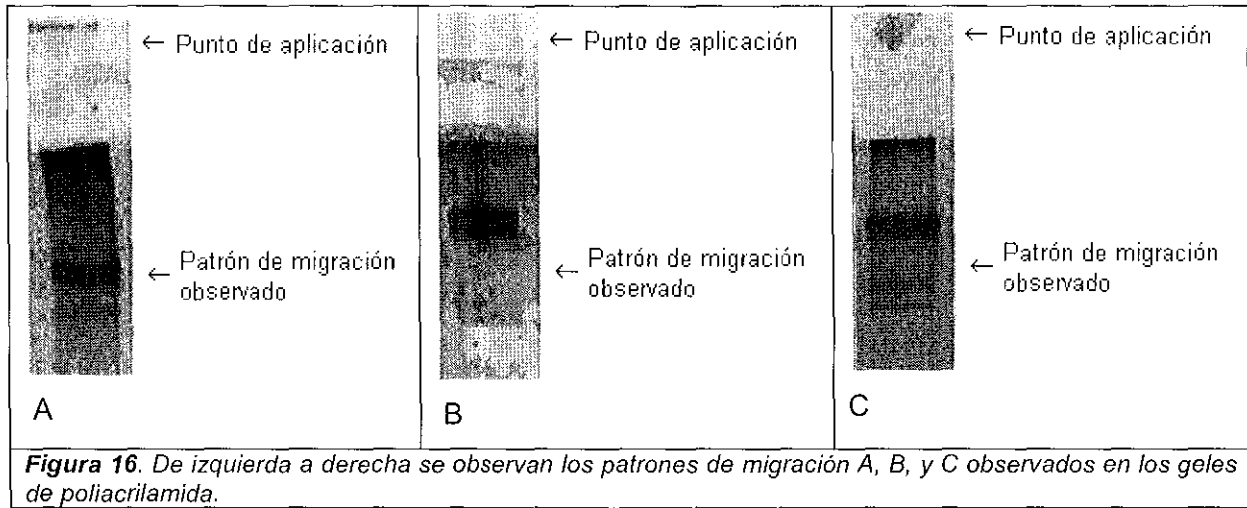 ← Punto de aplicación
← Patrón de migración
observado
A
← Punto de aplicación
← Patrón de migración
observado
B
← Punto de aplicación
← Patrón de migración
observado
C
Figura 16. De izquierda a derecha se observan los patrones de migración A, B, y C observados en los geles
de poliacrilamida.